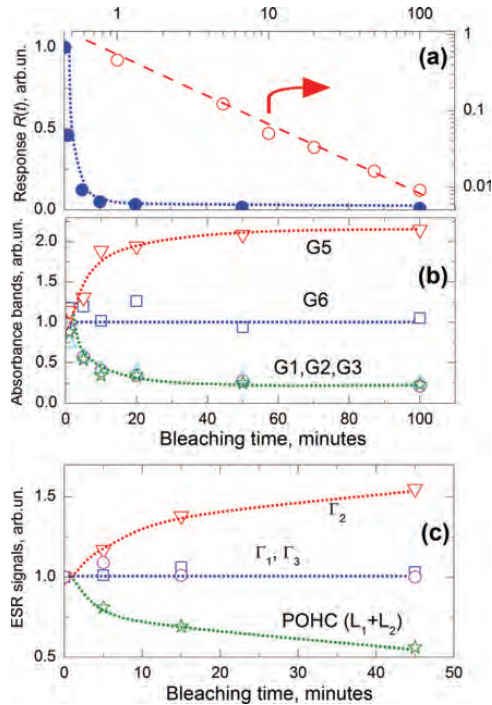 1 10 100
(a)
Response R(t), arb.un.
1.0
0.5
0.0
1
0.1
0.01
(b)
Absorbance bands, arb.un.
2.0
1.5
1.0
0.5
0.0
G5
G6
G1,G2,G3
0 20 40 60 80 100
Bleaching time, minutes
(c)
ESR signals, arb.un.
1.5
1.0
0.5
Γ₂
Γ₁, Γ₃
POHC (L₁+L₂)
0 10 20 30 40 50
Bleaching time, minutes